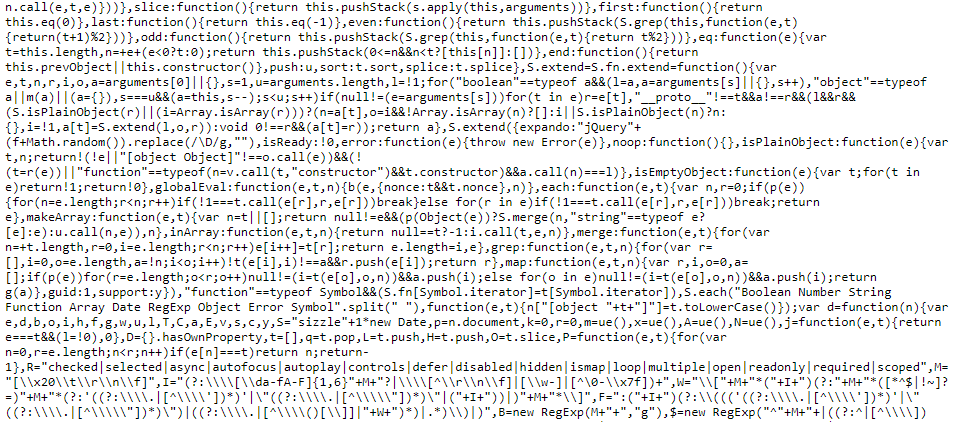 n.call(e,t,e)}))},slice:function(){return this.pushStack(s.apply(this,arguments))},first:function(){return
this.eq(0)},last:function(){return this.eq(-1)},even:function(){return this.pushStack(S.grep(this,function(e,t)
{return(t+1)%2}))},odd:function(){return this.pushStack(S.grep(this,function(e,t){return t%2}))},eq:function(e){var
t=this.length,n=+e+(e<0?t:0);return this.pushStack(0<=n&&n<t?[this[n]]:[])},end:function(){return
this.prevObject||this.constructor()},push:u,sort:t.sort,splice:t.splice},S.extend=S.fn.extend=function(){var
e,t,n,r,i,o,a=arguments[0]||{},s=1,u=arguments.length,l=!1;for("boolean"==typeof a&&(l=a,a=arguments[s]||{},s++),"object"==typeof
a||m(a)||(a={}),s===u&&(a=this,s--);s<u;s++)if(null!=(e=arguments[s]))for(t in e)r=e[t],"__proto__"!==t&&a!==r&&(l&&r&&
(S.isPlainObject(r)||(i=Array.isArray(r)))?(n=a[t],o=i&&!Array.isArray(n)?[]:i||S.isPlainObject(n)?n:
{},i=!1,a[t]=S.extend(l,o,r)):void 0!==r&&(a[t]=r));return a},S.extend({expando:"jQuery"+
(f+Math.random()).replace(/\D/g,""),isReady:!0,error:function(e){throw new Error(e)},noop:function(){},isPlainObject:function(e){var
t,n;return!(!e||"[object Object]"!==o.call(e))&&(!
(t=r(e))||"function"==typeof(n=v.call(t,"constructor")&&t.constructor)&&a.call(n)===l)},isEmptyObject:function(e){var t;for(t in
e)return!1;return!0},globalEval:function(e,t,n){b(e,{nonce:t&&t.nonce},n)},each:function(e,t){var n,r=0;if(p(e))
{for(n=e.length;r<n;r++)if(!1===t.call(e[r],r,e[r]))break}else for(r in e)if(!1===t.call(e[r],r,e[r]))break;return
e},makeArray:function(e,t){var n=t||[];return null!=e&&(p(Object(e))?S.merge(n,"string"==typeof e?
[e]:e):u.call(n,e)),n},inArray:function(e,t,n){return null==t?-1:i.call(t,e,n)},merge:function(e,t){for(var
n=+t.length,r=0,i=e.length;r<n;r++)e[i++]=t[r];return e.length=i,e},grep:function(e,t,n){for(var r=
[],i=0,o=e.length,a=!n;i<o;i++)!t(e[i],i)!==a&&r.push(e[i]);return r},map:function(e,t,n){var r,i,o=0,a=
[];if(p(e))for(r=e.length;o<r;o++)null!=(i=t(e[o],o,n))&&a.push(i);else for(o in e)null!=(i=t(e[o],o,n))&&a.push(i);return
g(a)},guid:1,support:y}),"function"==typeof Symbol&&(S.fn[Symbol.iterator]=t[Symbol.iterator]),S.each("Boolean Number String
Function Array Date RegExp Object Error Symbol".split(" "),function(e,t){n["[object "+t+"]"]=t.toLowerCase()});var d=function(n){var
e,d,b,o,i,h,f,g,w,u,l,T,C,a,E,v,s,c,y,S="sizzle"+1*new Date,p=n.document,k=0,r=0,m=ue(),x=ue(),A=ue(),N=ue(),j=function(e,t){return
e===t&&(l=!0),0},D={}.hasOwnProperty,t=[],q=t.pop,L=t.push,H=t.push,O=t.slice,P=function(e,t){for(var
n=0,r=e.length;n<r;n++)if(e[n]===t)return n;return-
1},R="checked|selected|async|autofocus|autoplay|controls|defer|disabled|hidden|ismap|loop|multiple|open|readonly|required|scoped",M=
"[\\x20\\t\\r\\n\\f]",I="(?:\\\\[\\da-fA-F]{1,6}"+M+"?|\\\\[^\\r\\n\\f]|[\\w-]|[^\0-\\x7f])+",W="\\["+M+"*("+I+")(?:"+M+"*([*^$|!~]?
=)"+M+"*(?:'((?:\\\\.|[^\\\\'])*)'|\"((?:\\\\.|[^\\\\\"])*)\"|("+I+"))|)"+M+"*\\]",F=":("+I+")(?:\\((('((?:\\\\.|[^\\\\'])*)'|\"
((?:\\\\.|[^\\\\\"])*)\")|((?:\\\\.|[^\\\\()[\\]]|"+W+")*)|.*)\\)|)",B=new RegExp(M+"+","g"),$=new RegExp("^"+M+"+|((?:^|[^\\\\])